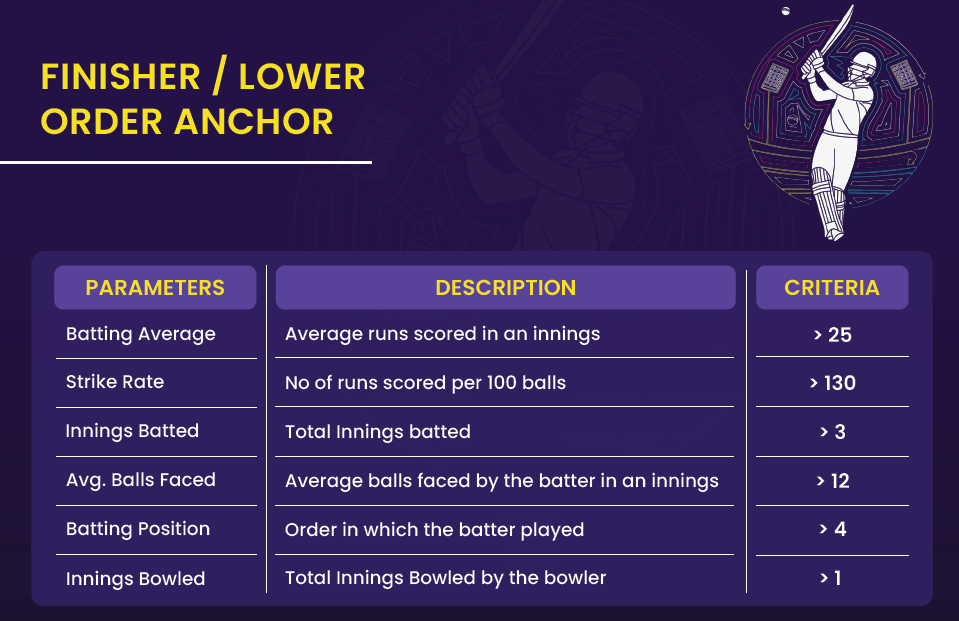 FINISHER / LOWER
ORDER ANCHOR
PARAMETERS DESCRIPTION CRITERIA
Batting Average Average runs scored in an innings > 25
Strike Rate No of runs scored per 100 balls > 130
Innings Batted Total Innings batted > 3
Avg. Balls Faced Average balls faced by the batter in an innings > 12
Batting Position Order in which the batter played > 4
Innings Bowled Total Innings Bowled by the bowler > 1